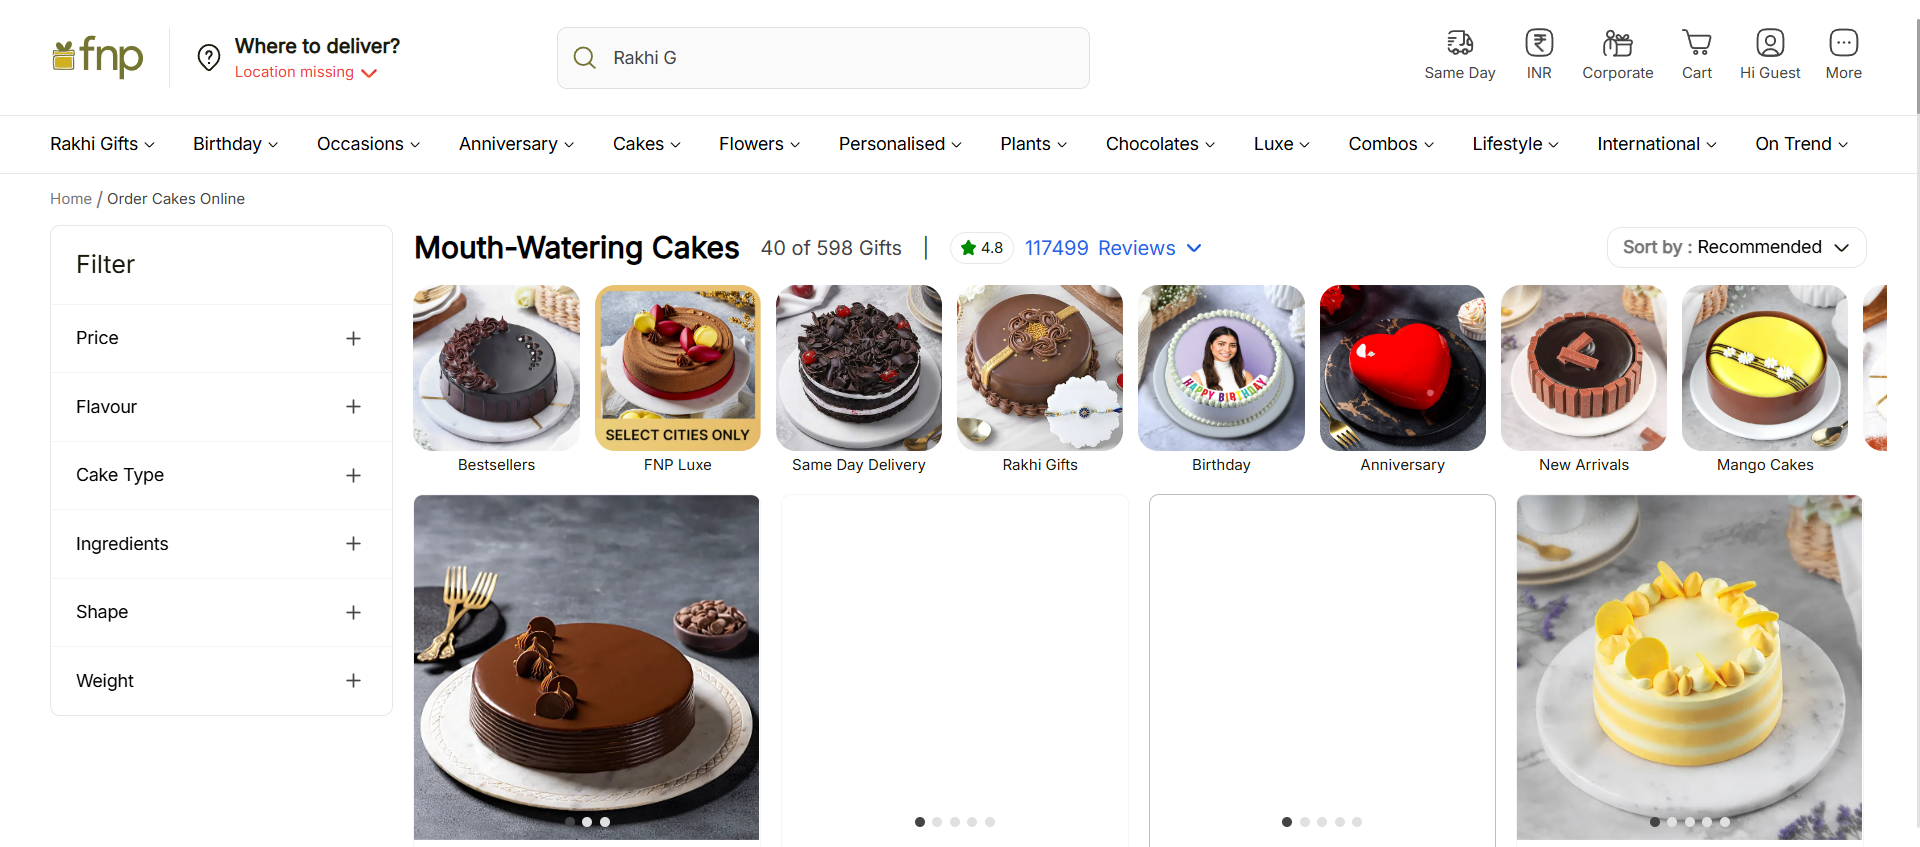 fnp
Where to deliver?
Location missing
Rakhi G
Same Day
INR
Corporate
Cart
Hi Guest
More
Rakhi Gifts
Birthday
Occasions
Anniversary
Cakes
Flowers
Personalised
Plants
Chocolates
Luxe
Combos
Lifestyle
International
On Trend
Home / Order Cakes Online
Filter
Price
Flavour
Cake Type
Ingredients
Shape
Weight
Mouth-Watering Cakes 40 of 598 Gifts | 4.8 117499 Reviews
Sort by : Recommended
HAPPY BIRTHDAY
SELECT CITIES ONLY
Bestsellers
FNP Luxe
Same Day Delivery
Rakhi Gifts
Birthday
Anniversary
New Arrivals
Mango Cakes